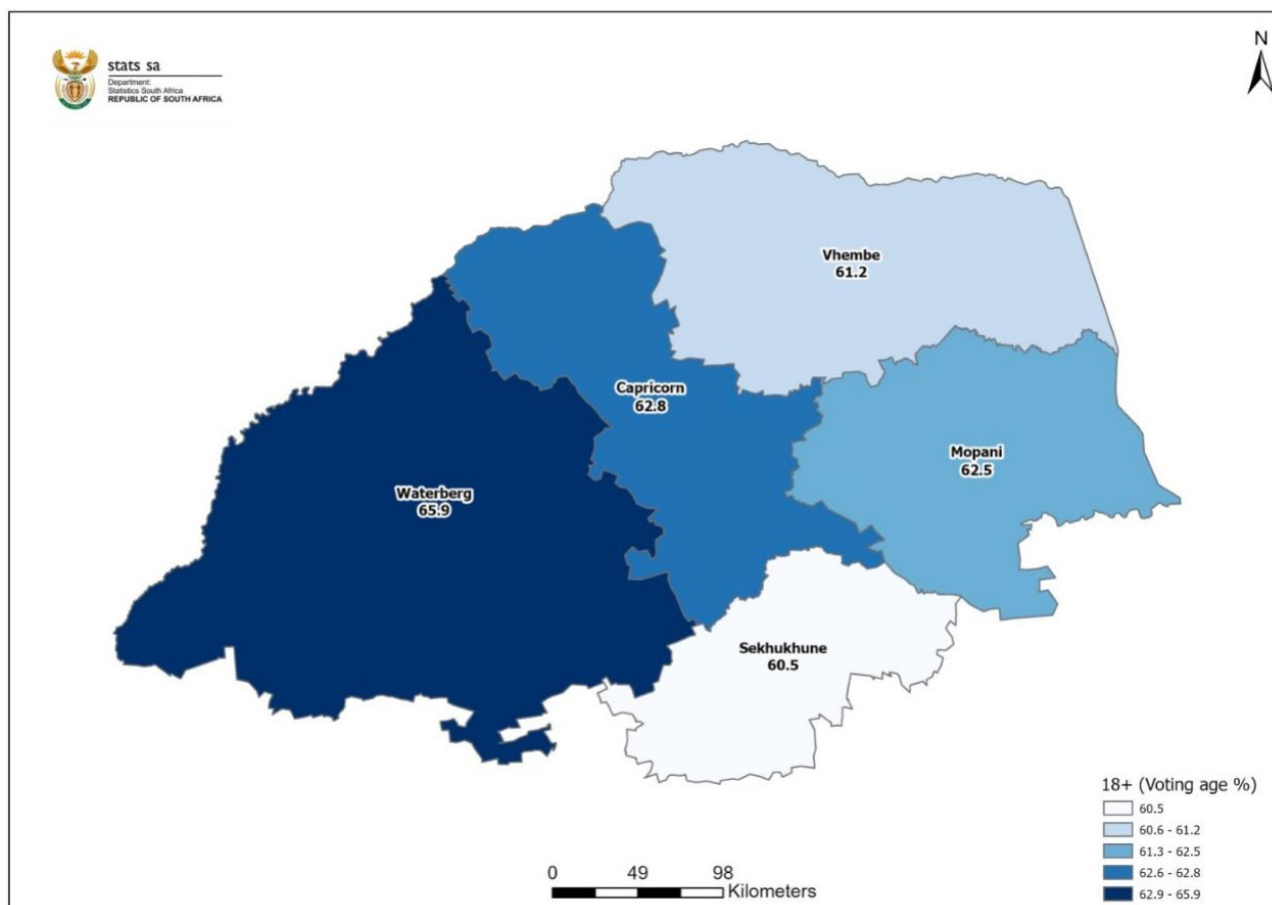 stats sa
Department:
Statistics South Africa
REPUBLIC OF SOUTH AFRICA
N
Vhembe
61.2
Capricorn
62.8
Mopani
62.5
Waterberg
65.9
Sekhukhune
60.5
18+ (Voting age %)
60.5
60.6 - 61.2
61.3 - 62.5
62.6 - 62.8
62.9 - 65.9
0 49 98
Kilometers